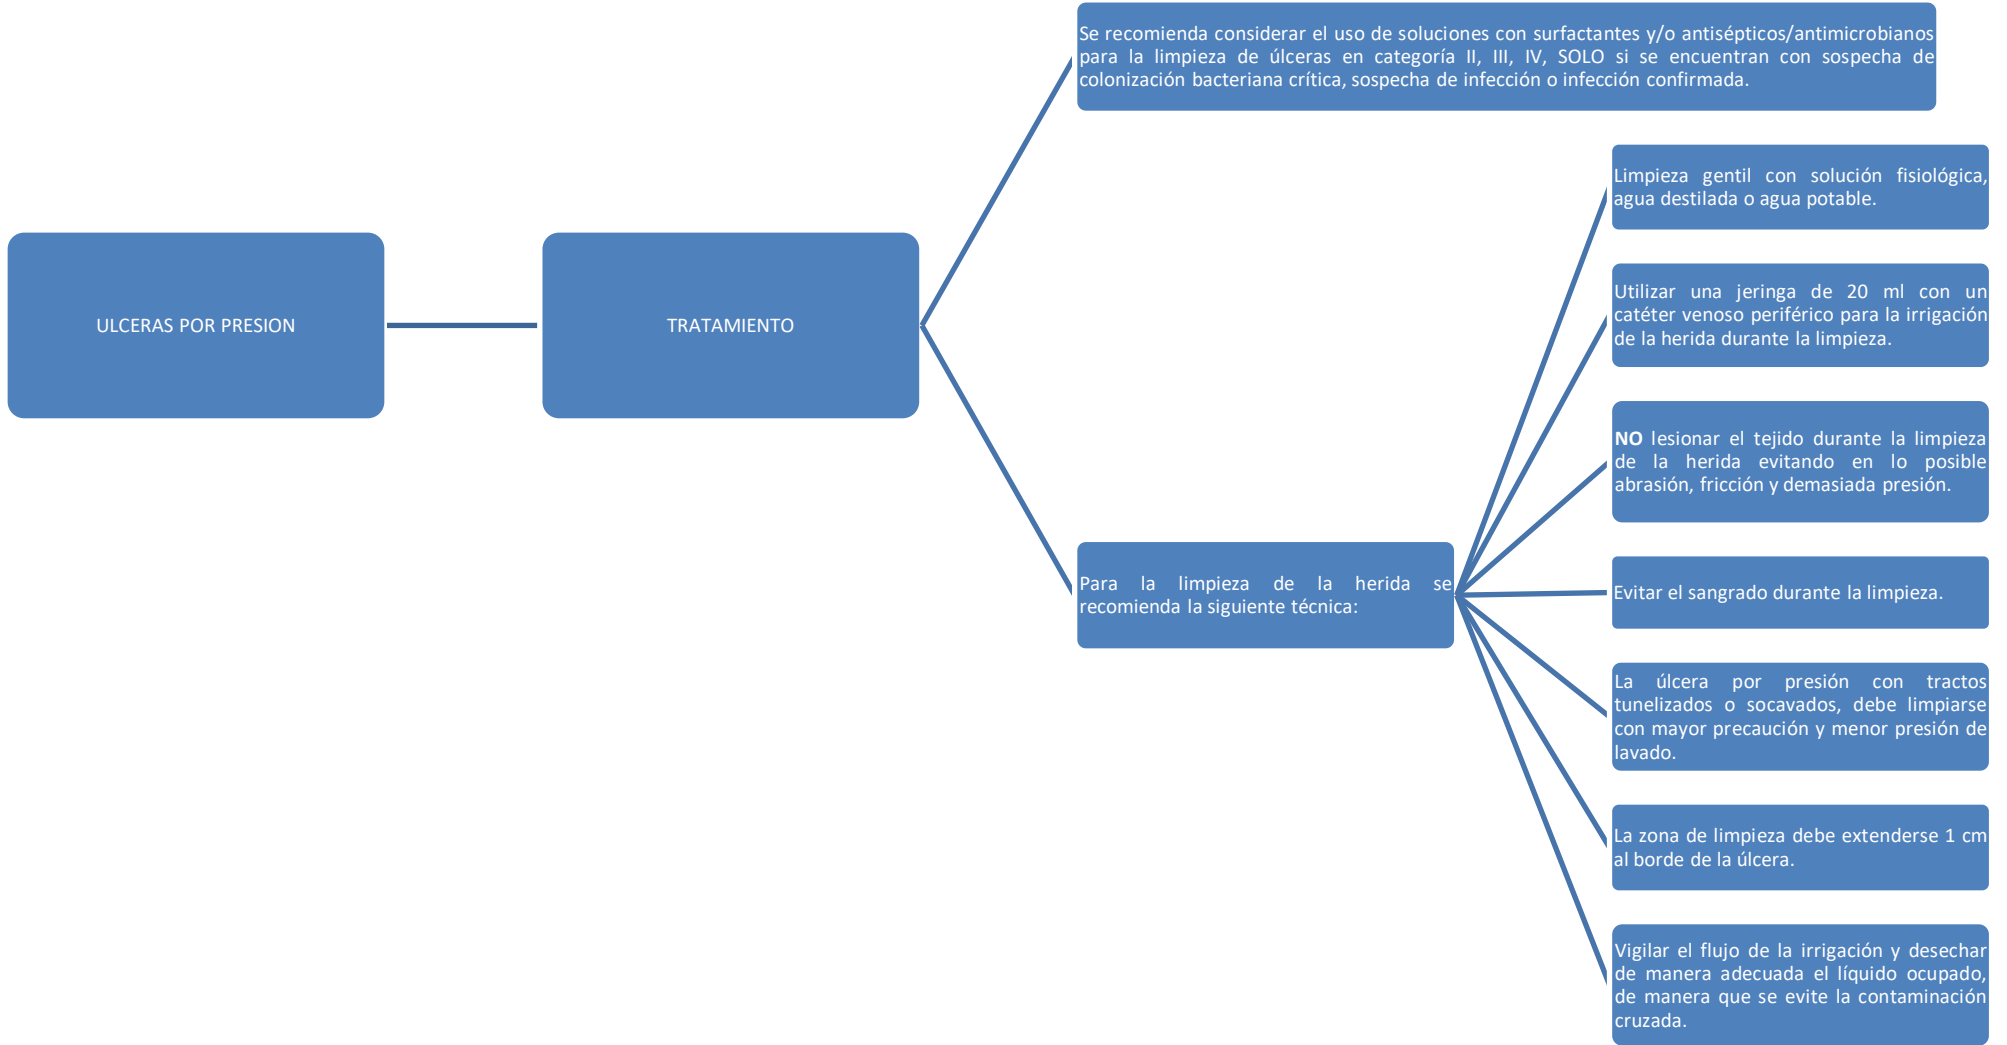 ULCERAS POR PRESION
TRATAMIENTO
Se recomienda considerar el uso de soluciones con surfactantes y/o antisépticos/antimicrobianos
para la limpieza de úlceras en categoría II, III, IV, SOLO si se encuentran con sospecha de
colonización bacteriana crítica, sospecha de infección o infección confirmada.
Para la limpieza de la herida se
recomienda la siguiente técnica:
Limpieza gentil con solución fisiológica,
agua destilada o agua potable.
Utilizar una jeringa de 20 ml con un
catéter venoso periférico para la irrigación
de la herida durante la limpieza.
NO lesionar el tejido durante la limpieza
de la herida evitando en lo posible
abrasión, fricción y demasiada presión.
Evitar el sangrado durante la limpieza.
La úlcera por presión con tractos
tunelizados o socavados, debe limpiarse
con mayor precaución y menor presión de
lavado.
La zona de limpieza debe extenderse 1 cm
al borde de la úlcera.
Vigilar el flujo de la irrigación y desechar
de manera adecuada el líquido ocupado,
de manera que se evite la contaminación
cruzada.